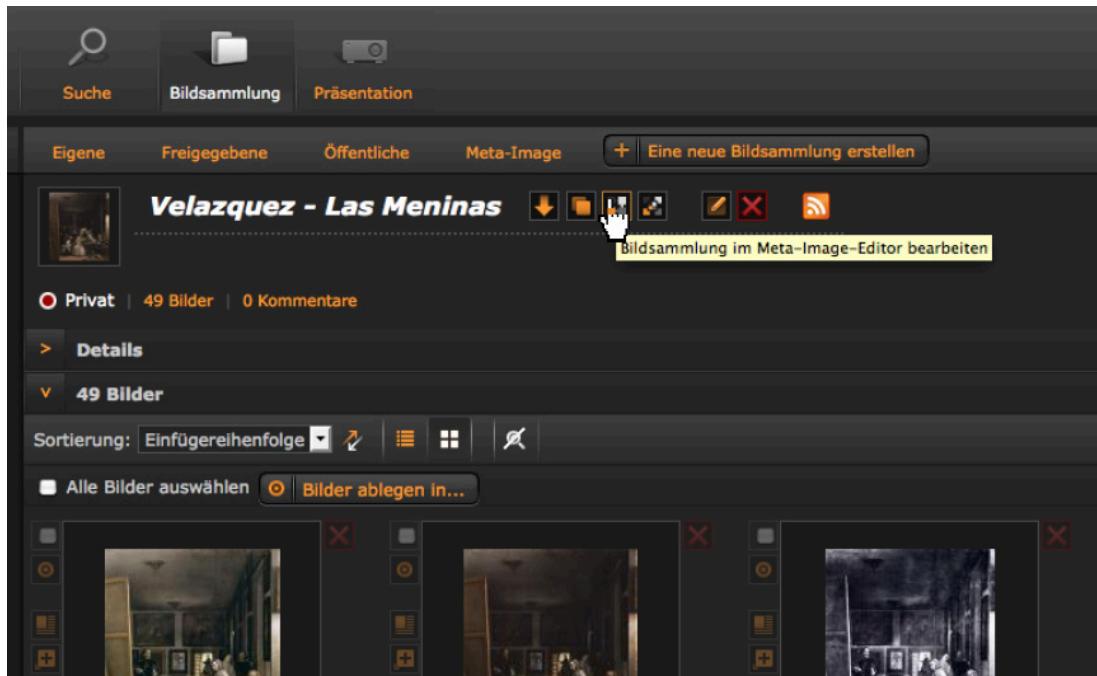 Suche Bildsammlung Präsentation
Eigene Freigegebene Öffentliche Meta-Image + Eine neue Bildsammlung erstellen
Velazquez - Las Meninas
Bildsammlung im Meta-Image-Editor bearbeiten
Privat | 49 Bilder | 0 Kommentare
> Details
v 49 Bilder
Sortierung: Einfügereihenfolge
Alle Bilder auswählen Bilder ablegen in...